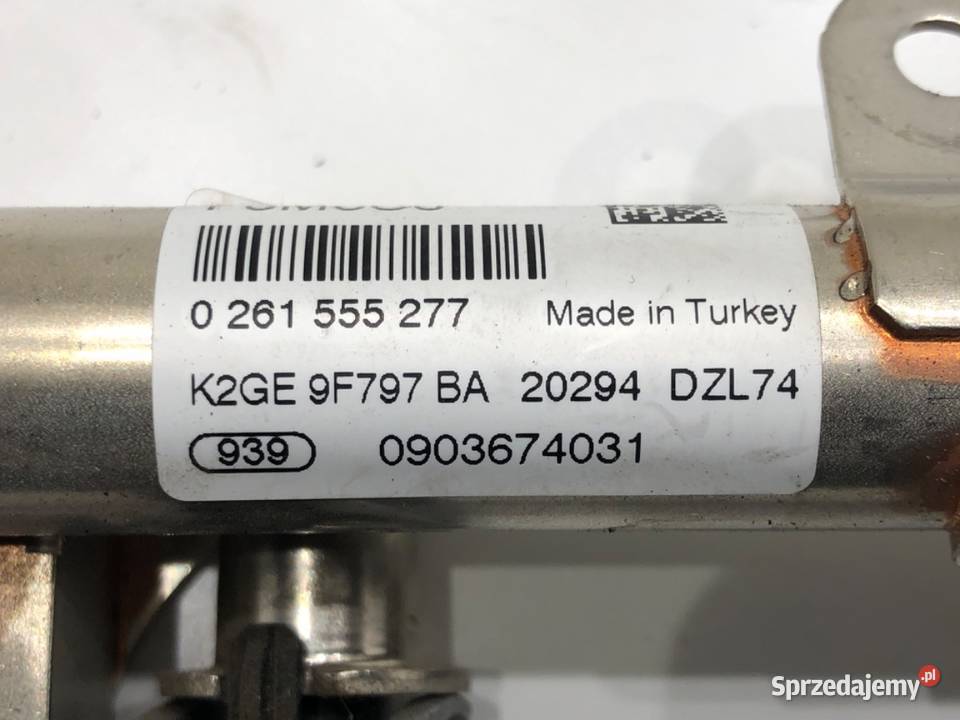 0 261 555 277 Made in Turkey
K2GE 9F797 BA 20294 DZL74
939 0903674031
Sprzedajemy.pl